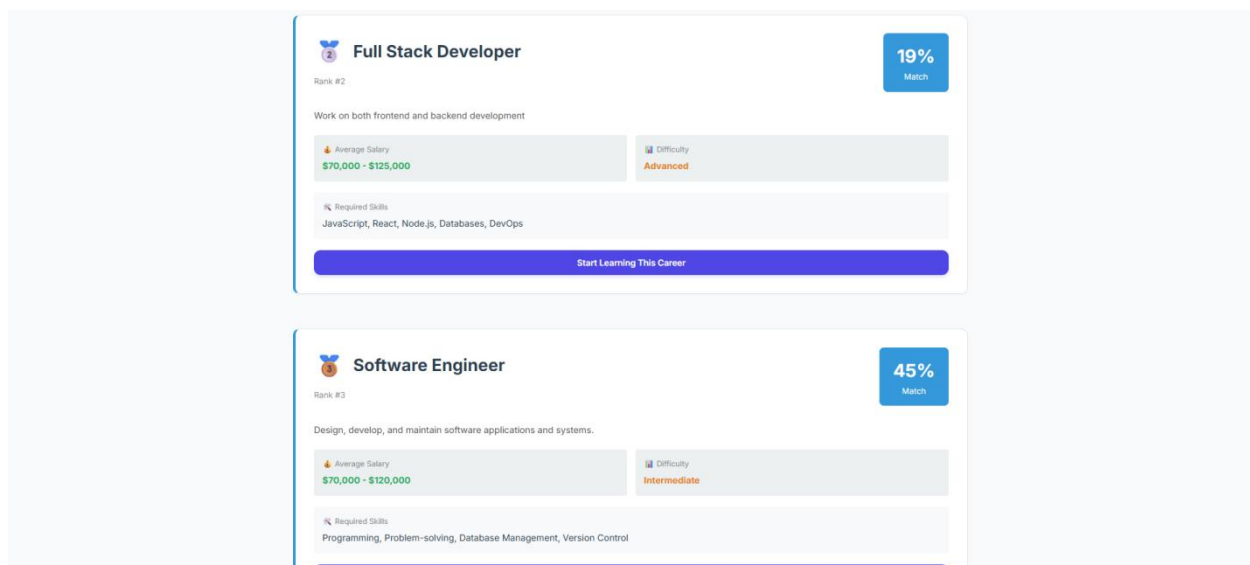 2
Full Stack Developer
19%
Match
Rank #2
Work on both frontend and backend development
Average Salary
$70,000 - $125,000
Difficulty
Advanced
Required Skills
JavaScript, React, Node.js, Databases, DevOps
Start Learning This Career
3
Software Engineer
45%
Match
Rank #3
Design, develop, and maintain software applications and systems.
Average Salary
$70,000 - $120,000
Difficulty
Intermediate
Required Skills
Programming, Problem-solving, Database Management, Version Control